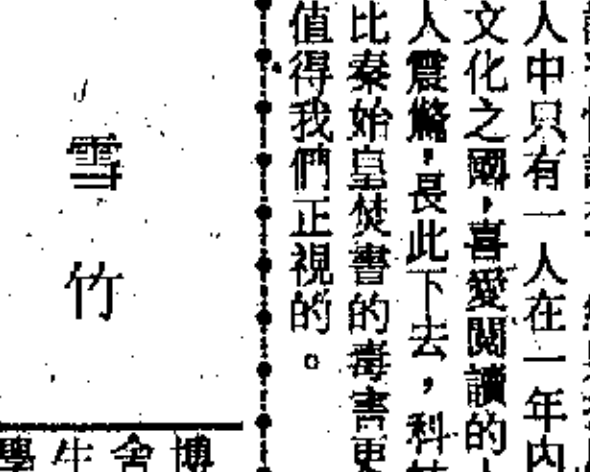 人中只有一人在一年內
文化之國，喜愛閱讀的
人震驚，長此下去，科
比秦始皇焚書的毒害更
值得我們正視的。
雪竹
博
舍
生
學